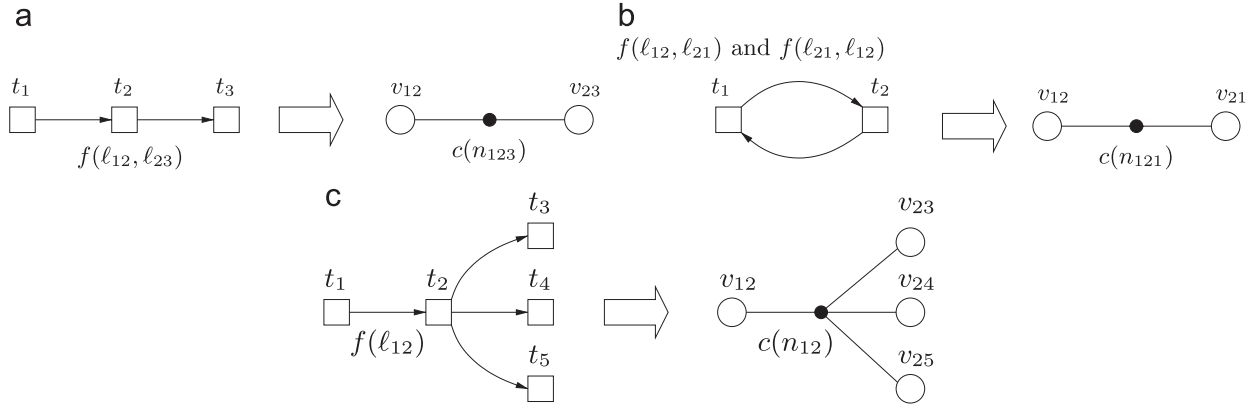 a
t₁ t₂ t₃
f(ℓ₁₂, ℓ₂₃)
v₁₂ v₂₃
c(n₁₂₃)
b
f(ℓ₁₂, ℓ₂₁) and f(ℓ₂₁, ℓ₁₂)
t₁ t₂
v₁₂ v₂₁
c(n₁₂₁)
c
t₃
t₁ t₂ t₄
f(ℓ₁₂)
t₅
v₂₃
v₁₂ v₂₄
c(n₁₂)
v₂₅